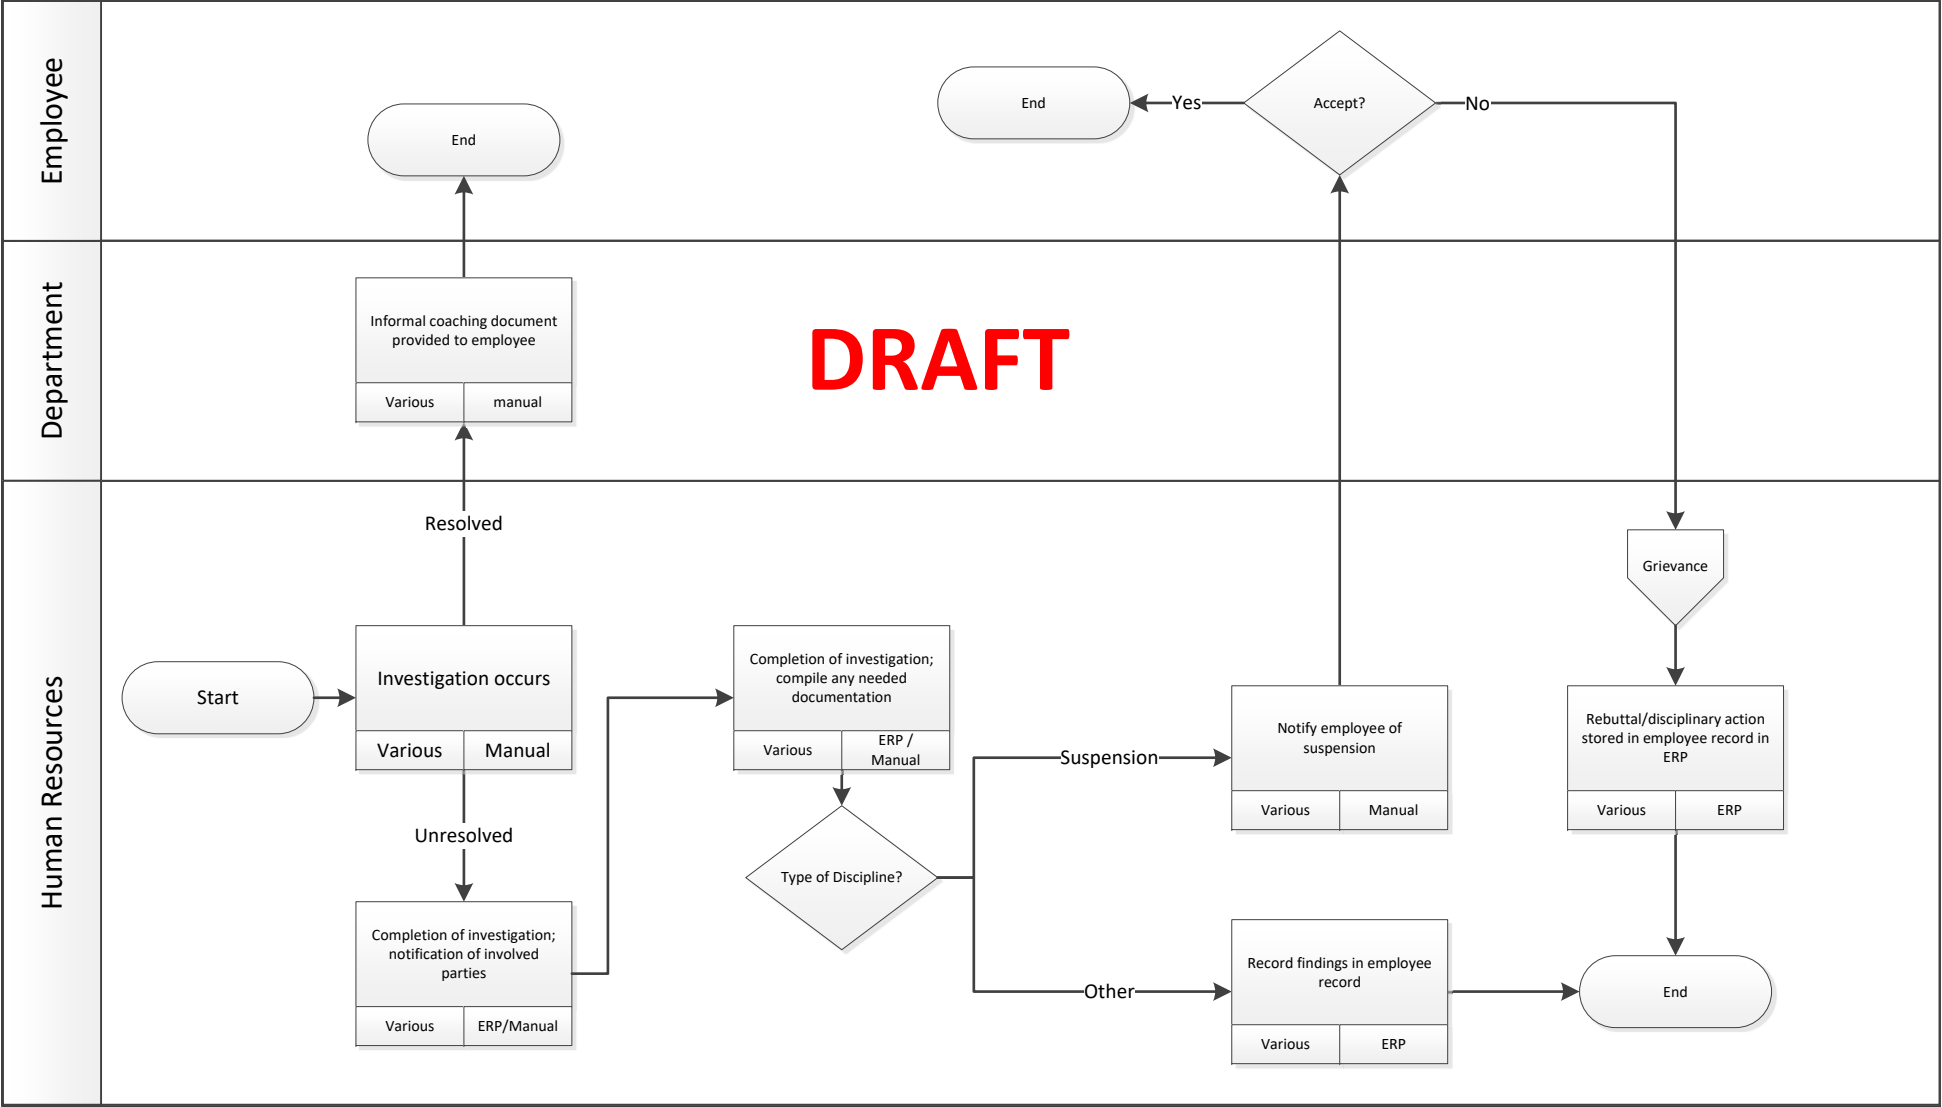 Employee
End
End
Yes
Accept?
No
Department
Informal coaching document
provided to employee
Various
manual
DRAFT
Human Resources
Resolved
Grievance
Start
Investigation occurs
Various
Manual
Completion of investigation;
compile any needed
documentation
Various
ERP /
Manual
Suspension
Notify employee of
suspension
Various
Manual
Rebuttal/disciplinary action
stored in employee record in
ERP
Various
ERP
Unresolved
Type of Discipline?
Completion of investigation;
notification of involved
parties
Various
ERP/Manual
Other
Record findings in employee
record
Various
ERP
End